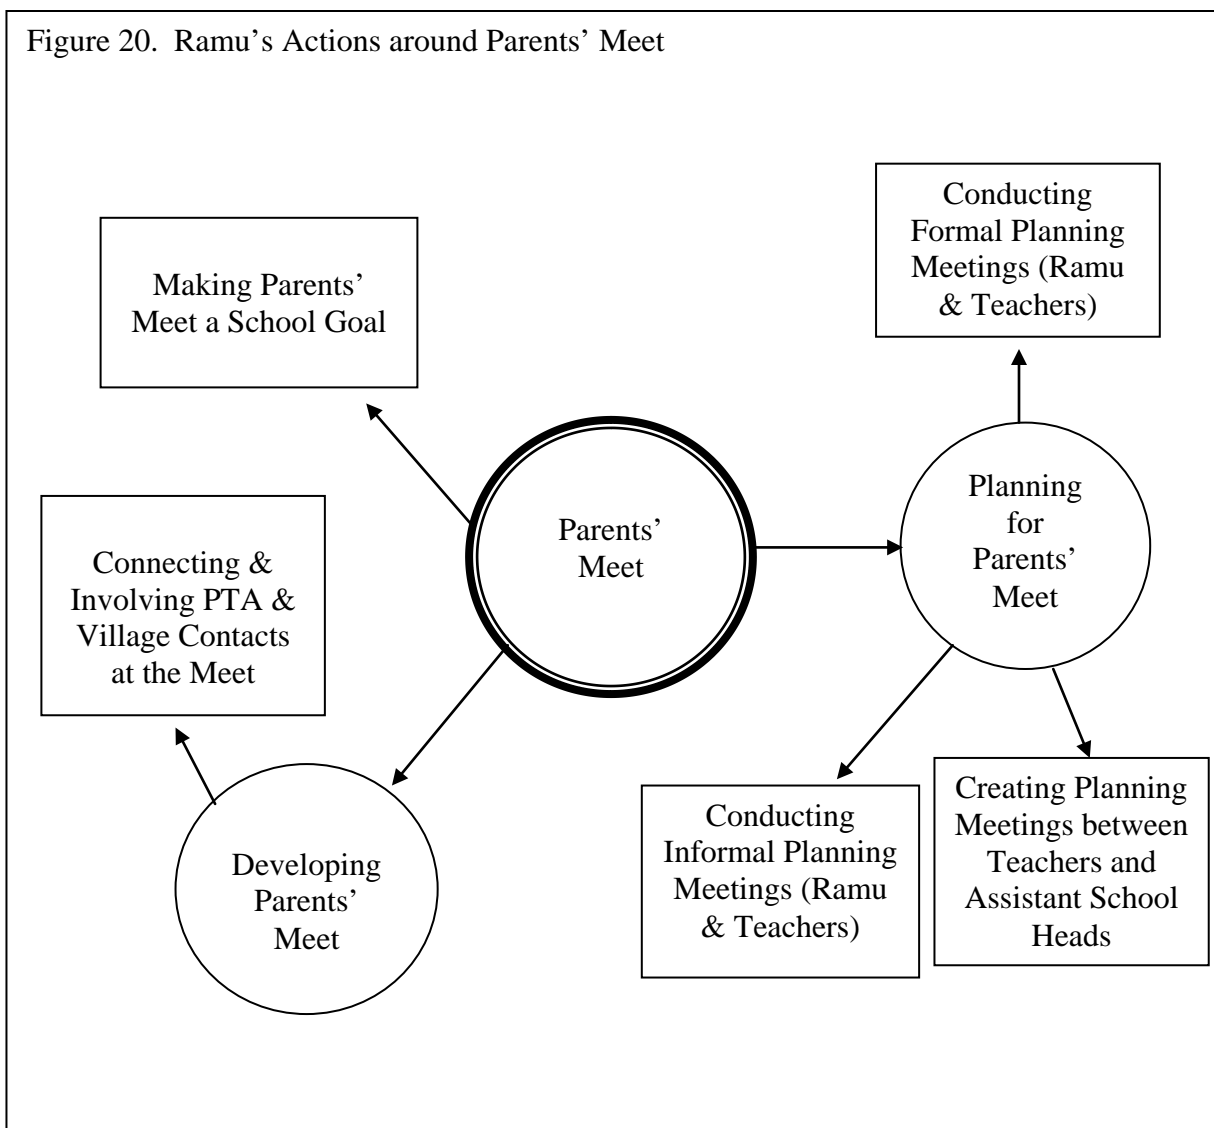 Figure 20.  Ramu’s Actions around Parents’ Meet
Conducting
Formal Planning
Meetings (Ramu
& Teachers)
Making Parents’
Meet a School Goal
Parents’
Meet
Planning
for
Parents’
Meet
Connecting &
Involving PTA &
Village Contacts
at the Meet
Developing
Parents’
Meet
Conducting
Informal Planning
Meetings (Ramu
& Teachers)
Creating Planning
Meetings between
Teachers and
Assistant School
Heads